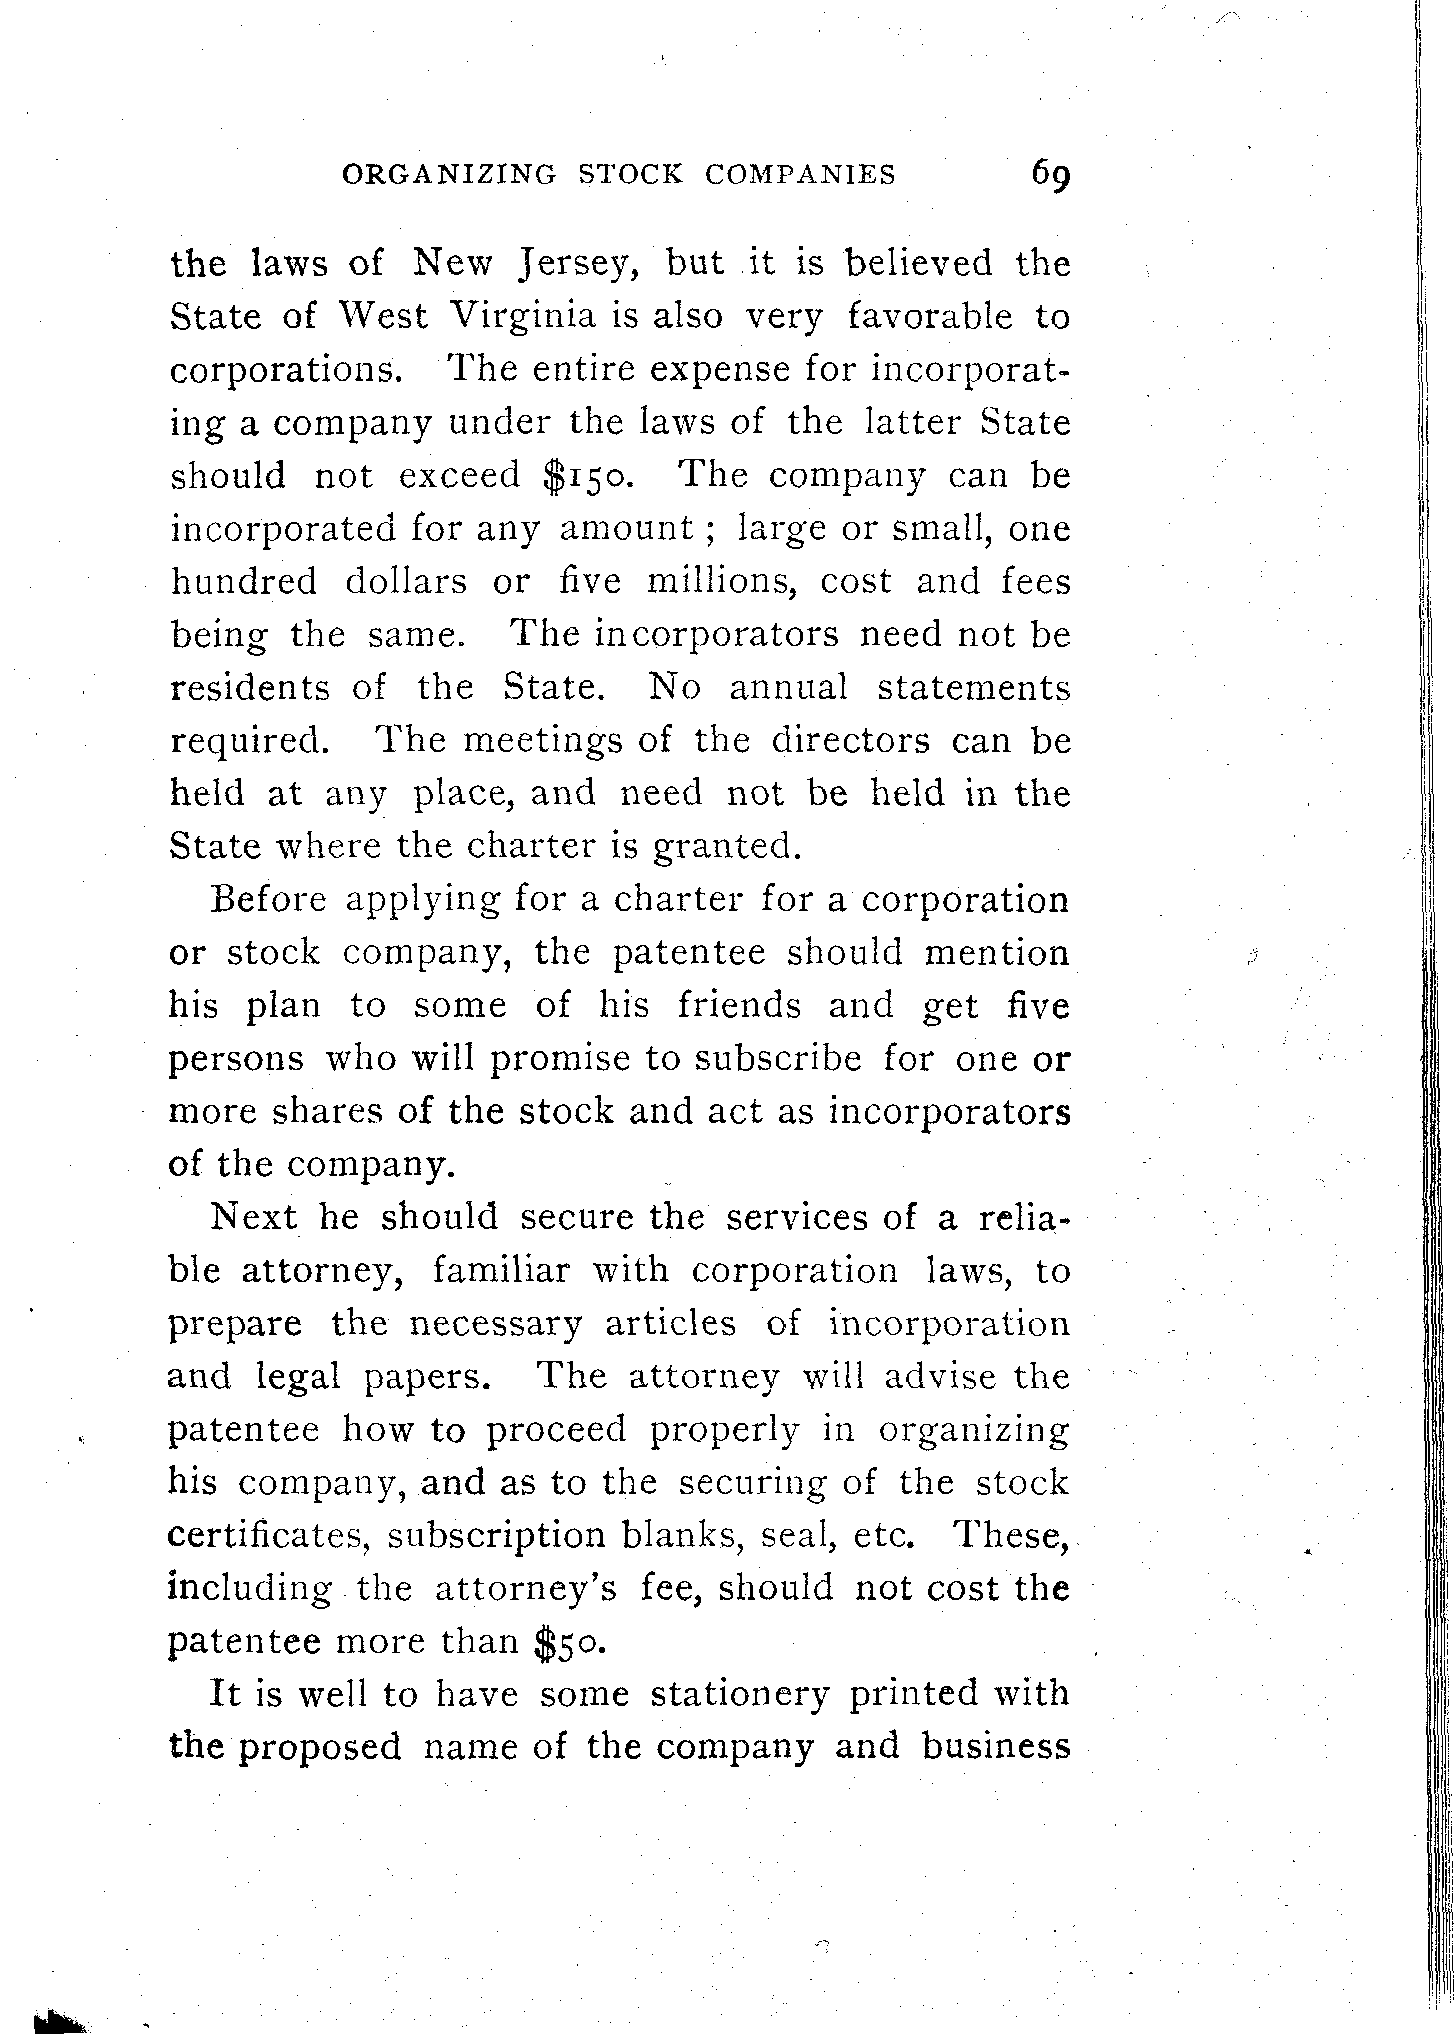 ORGANIZING STOCK COMPANIES 69
the laws of New Jersey, but it is believed the
State of West Virginia is also very favorable to
corporations. The entire expense for incorporat-
ing a company under the laws of the latter State
should not exceed $150. The company can be
incorporated for any amount ; large or small, one
hundred dollars or five millions, cost and fees
being the same. The incorporators need not be
residents of the State. No annual statements
required. The meetings of the directors can be
held at any place, and need not be held in the
State where the charter is granted.
Before applying for a charter for a corporation
or stock company, the patentee should mention
his plan to some of his friends and get five
persons who will promise to subscribe for one or
more shares of the stock and act as incorporators
of the company.
Next he should secure the services of a relia-
ble attorney, familiar with corporation laws, to
prepare the necessary articles of incorporation
and legal papers. The attorney will advise the
patentee how to proceed properly in organizing
his company, and as to the securing of the stock
certificates, subscription blanks, seal, etc. These,
including the attorney's fee, should not cost the
patentee more than $50.
It is well to have some stationery printed with
the proposed name of the company and business